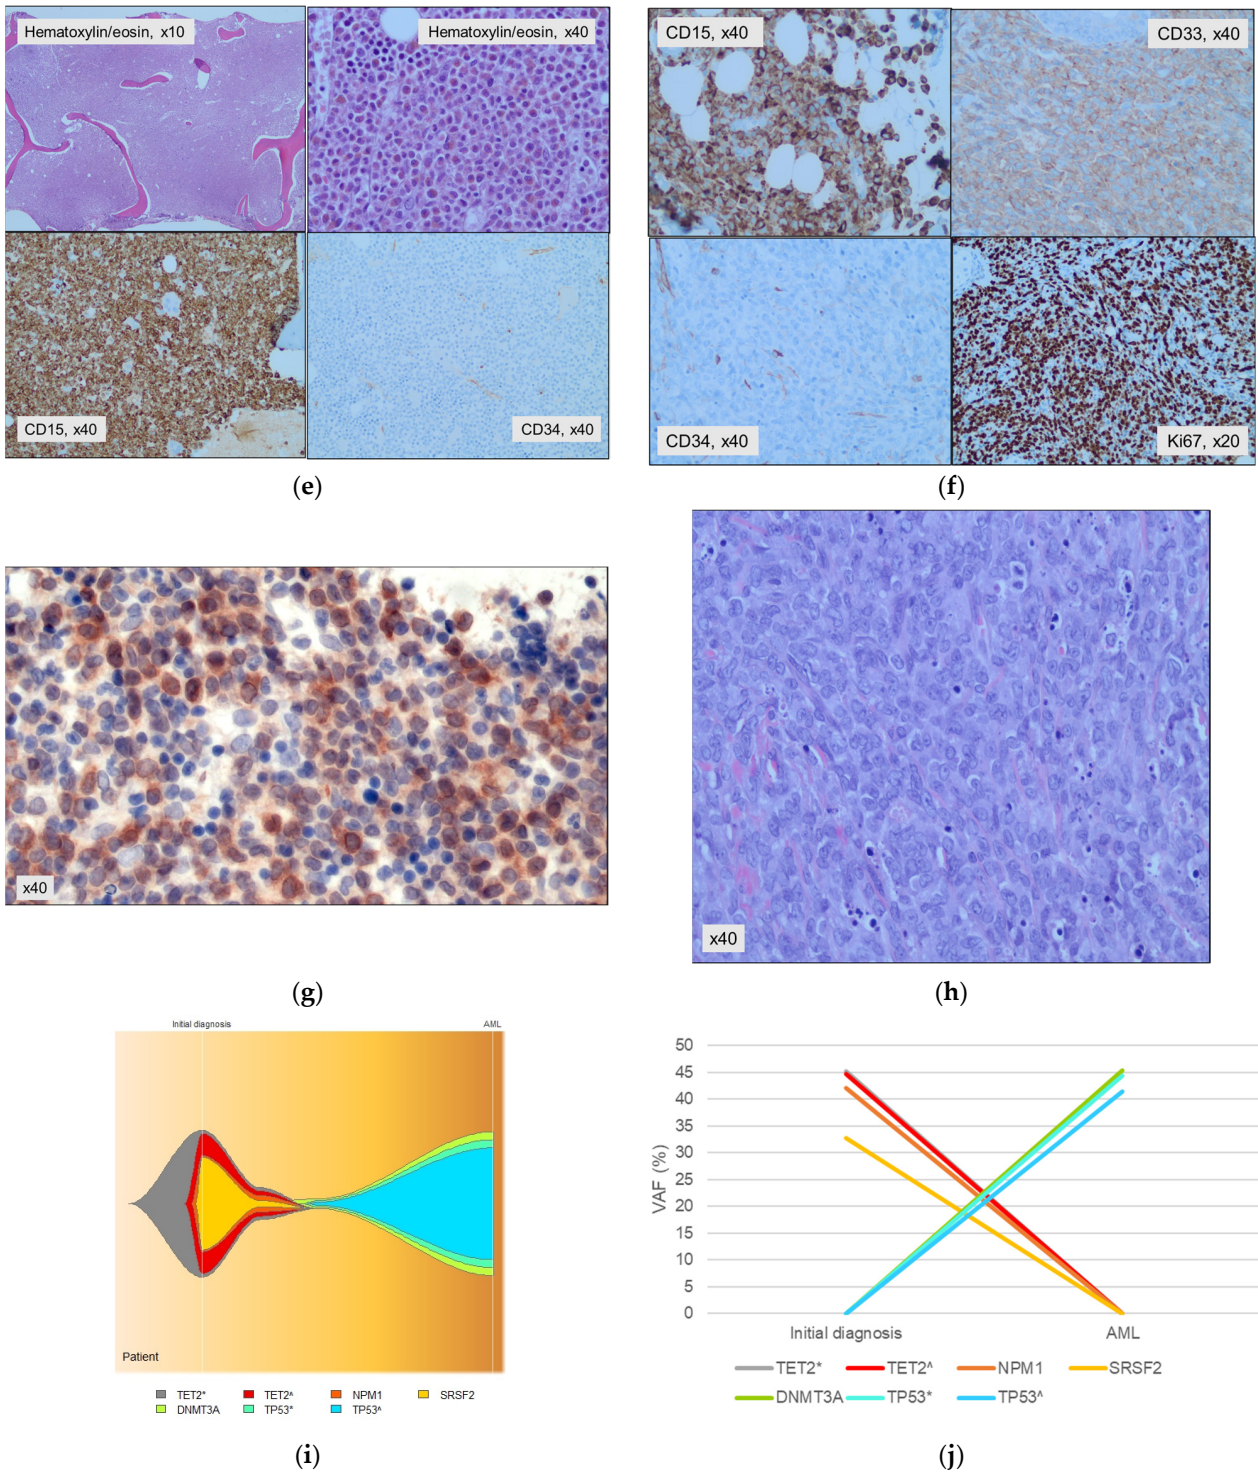 Hematoxylin/eosin, x10
Hematoxylin/eosin, x40
CD15, x40
CD34, x40
(e)
CD15, x40
CD33, x40
CD34, x40
Ki67, x20
(f)
x40
(g)
x40
(h)
Initial diagnosis
AML
Patient
TET2*
TET2^
NPM1
SRSF2
DNMT3A
TP53*
TP53^
(i)
VAF (%)
50
45
40
35
30
25
20
15
10
5
0
Initial diagnosis
AML
TET2*
TET2^
NPM1
SRSF2
DNMT3A
TP53*
TP53^
(j)